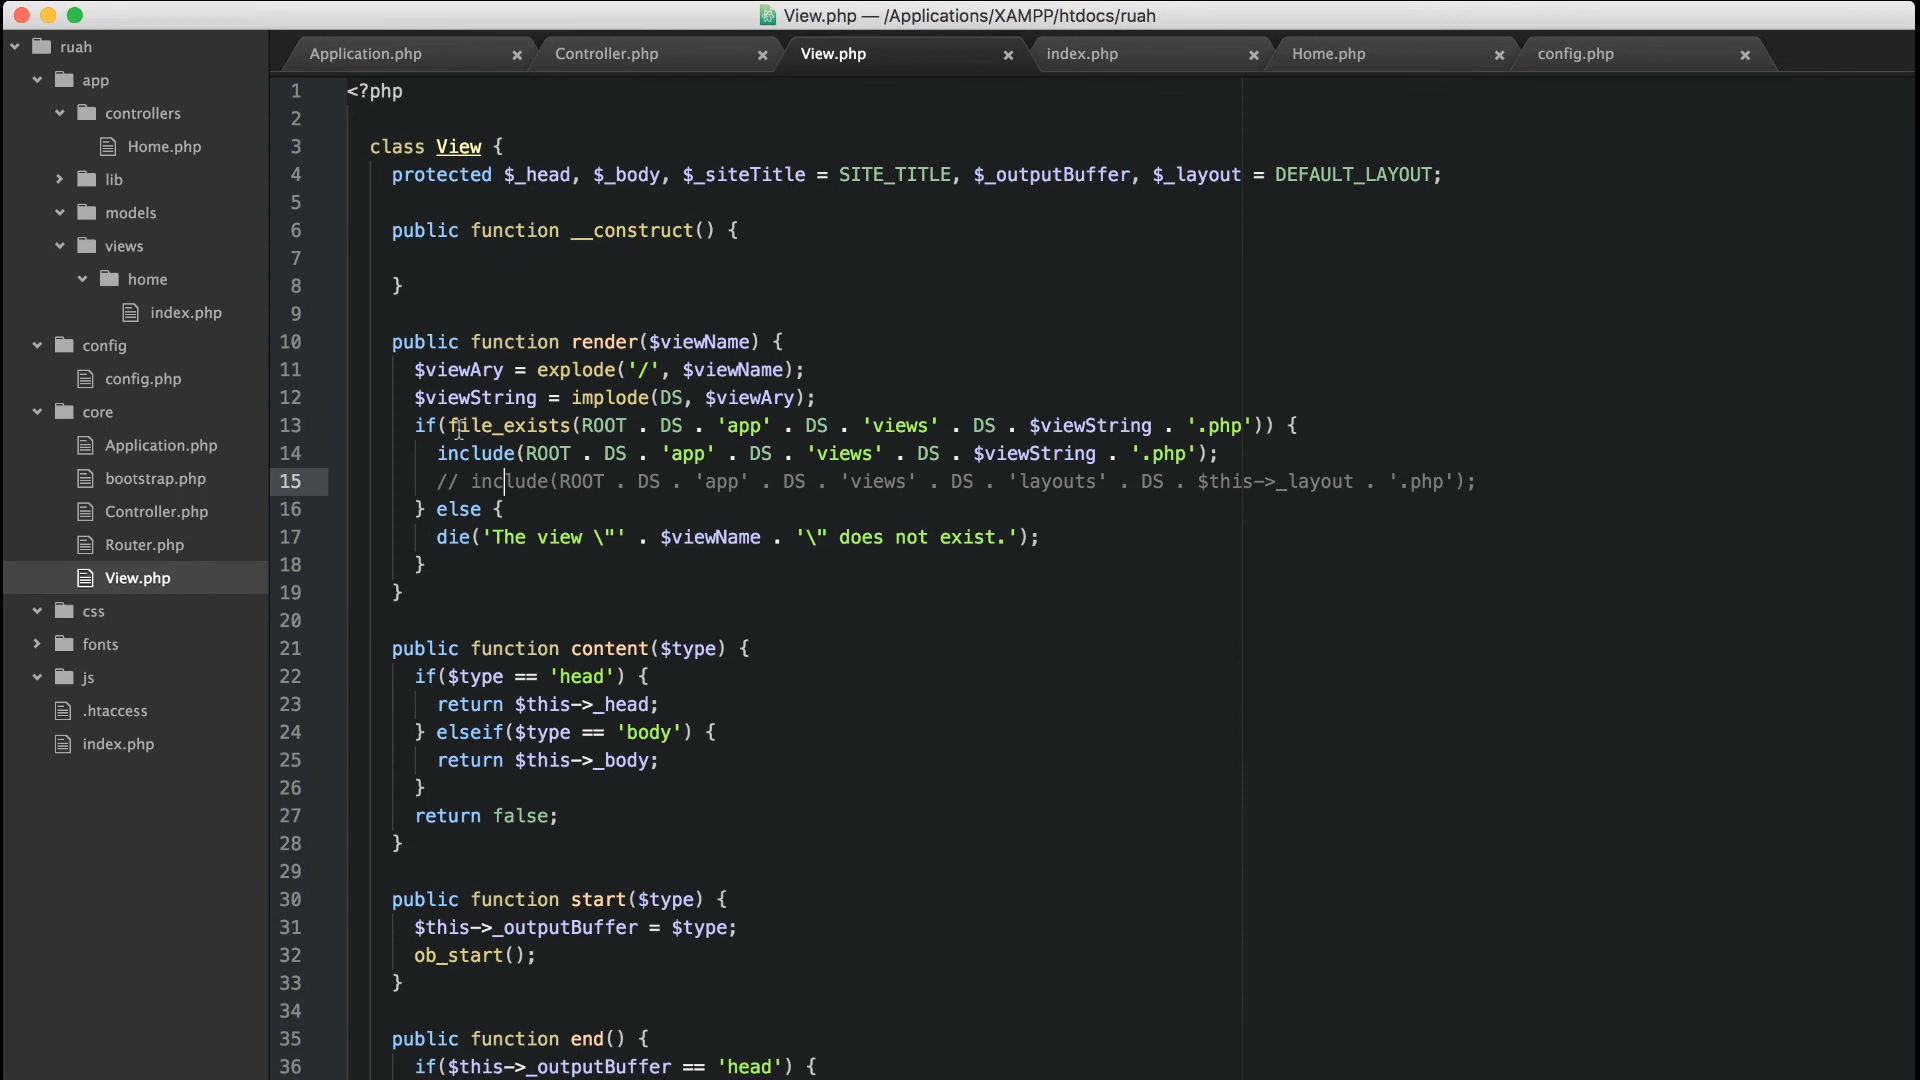 View.php — /Applications/XAMPP/htdocs/ruah
ruah
app
controllers
Home.php
lib
models
views
home
index.php
config
config.php
core
Application.php
bootstrap.php
Controller.php
Router.php
View.php
css
fonts
js
.htaccess
index.php
Application.php
Controller.php
View.php
index.php
Home.php
config.php
1 <?php
2
3 class View {
4 protected $_head, $_body, $_siteTitle = SITE_TITLE, $_outputBuffer, $_layout = DEFAULT_LAYOUT;
5
6 public function __construct() {
7
8 }
9
10 public function render($viewName) {
11 $viewAry = explode('/', $viewName);
12 $viewString = implode(DS, $viewAry);
13 if(file_exists(ROOT . DS . 'app' . DS . 'views' . DS . $viewString . '.php')) {
14 include(ROOT . DS . 'app' . DS . 'views' . DS . $viewString . '.php');
15 // include(ROOT . DS . 'app' . DS . 'views' . DS . 'layouts' . DS . $this->_layout . '.php');
16 } else {
17 die('The view \"' . $viewName . '\" does not exist.');
18 }
19 }
20
21 public function content($type) {
22 if($type == 'head') {
23 return $this->_head;
24 } elseif($type == 'body') {
25 return $this->_body;
26 }
27 return false;
28 }
29
30 public function start($type) {
31 $this->_outputBuffer = $type;
32 ob_start();
33 }
34
35 public function end() {
36 if($this->_outputBuffer == 'head') {